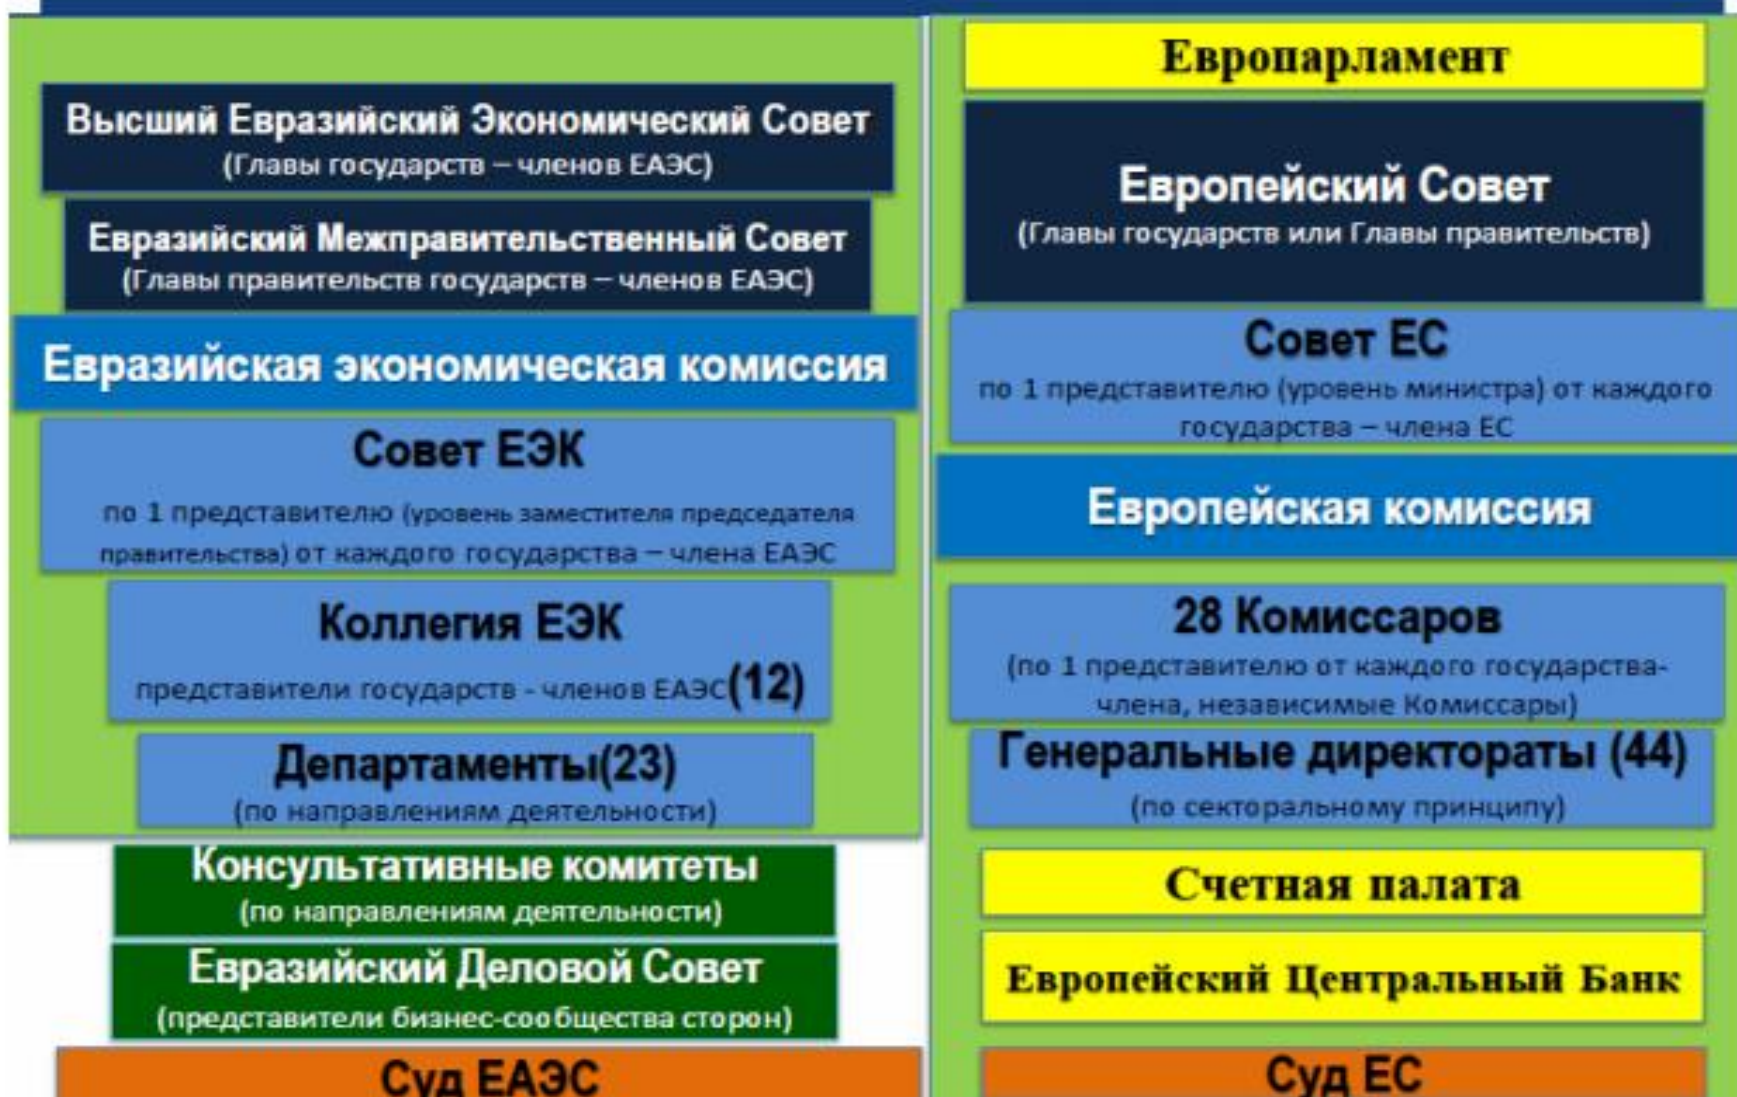 Высший Евразийский Экономический Совет
(Главы государств – членов ЕАЭС)
Евразийский Межправительственный Совет
(Главы правительств государств – членов ЕАЭС)
Евразийская экономическая комиссия
Совет ЕЭК
по 1 представителю (уровень заместителя председателя
правительства) от каждого государства – члена ЕАЭС
Коллегия ЕЭК
представители государств - членов ЕАЭС(12)
Департаменты(23)
(по направлениям деятельности)
Консультативные комитеты
(по направлениям деятельности)
Евразийский Деловой Совет
(представители бизнес-сообщества сторон)
Суд ЕАЭС
Европарламент
Европейский Совет
(Главы государств или Главы правительств)
Совет ЕС
по 1 представителю (уровень министра) от каждого
государства – члена ЕС
Европейская комиссия
28 Комиссаров
(по 1 представителю от каждого государства-
члена, независимые Комиссары)
Генеральные директораты (44)
(по секторальному принципу)
Счетная палата
Европейский Центральный Банк
Суд ЕС